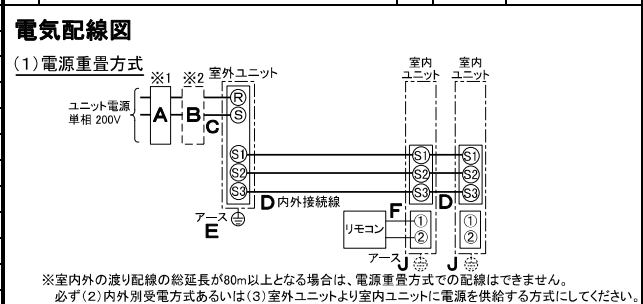 電気配線図
(1)電源重畳方式
※1 ※2 室外ユニット 室内ユニット 室内ユニット
ユニット電源
単相 200V
A B C
R
S
S1 S1 S1
S2 S2 S2
S3 S3 D S3
D 内外接続線
アース
E
リモコン F ① ①
② ②
アース J J
※室内外の渡り配線の総延長が80m以上となる場合は、電源重畳方式での配線はできません。
必ず(2)内外別受電方式あるいは(3)室外ユニットより室内ユニットに電源を供給する方式にしてください。